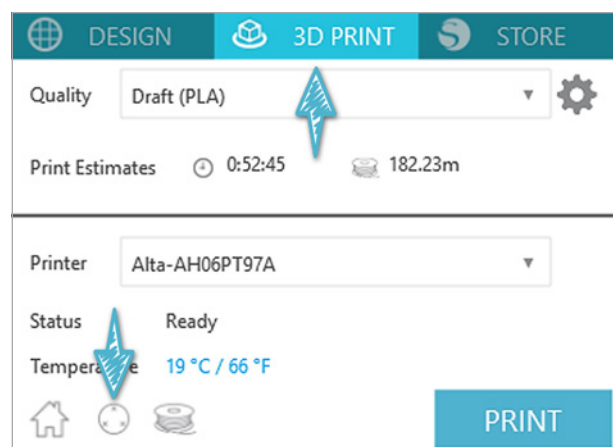 DESIGN 3D PRINT STORE
Quality Draft (PLA)
Print Estimates 0:52:45 182.23m
Printer Alta-AH06PT97A
Status Ready
Temperature 19 °C / 66 °F
PRINT